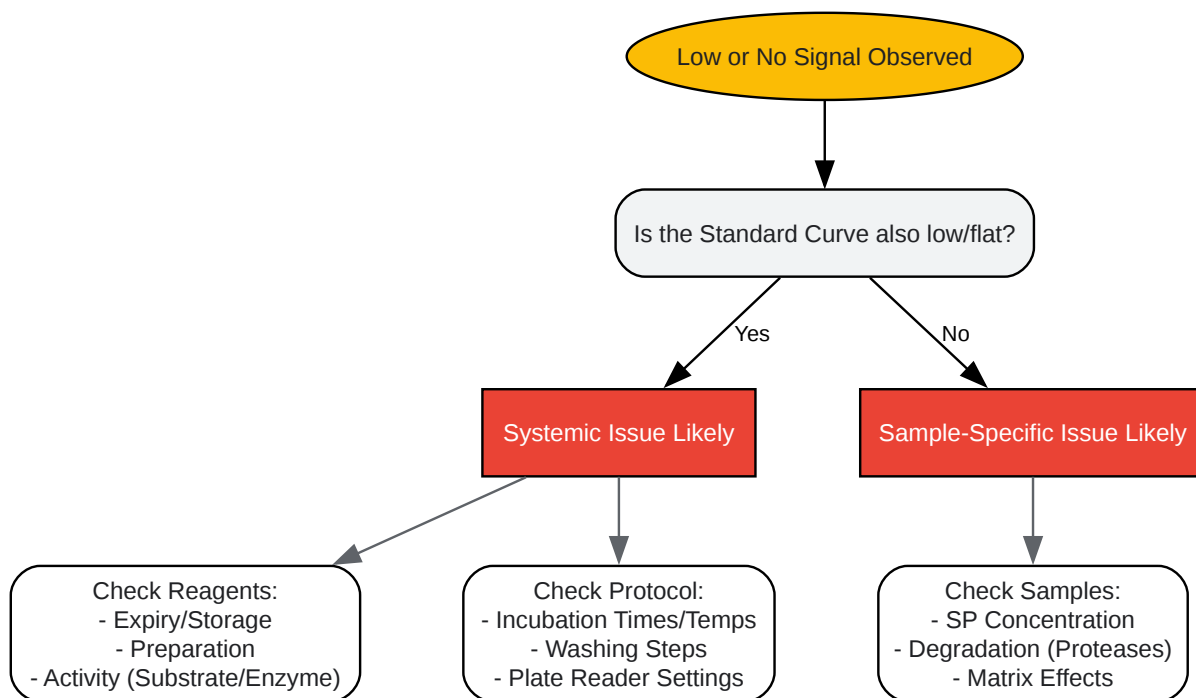 Low or No Signal Observed
Is the Standard Curve also low/flat?
Yes
No
Systemic Issue Likely
Sample-Specific Issue Likely
Check Reagents:
- Expiry/Storage
- Preparation
- Activity (Substrate/Enzyme)
Check Protocol:
- Incubation Times/Temps
- Washing Steps
- Plate Reader Settings
Check Samples:
- SP Concentration
- Degradation (Proteases)
- Matrix Effects